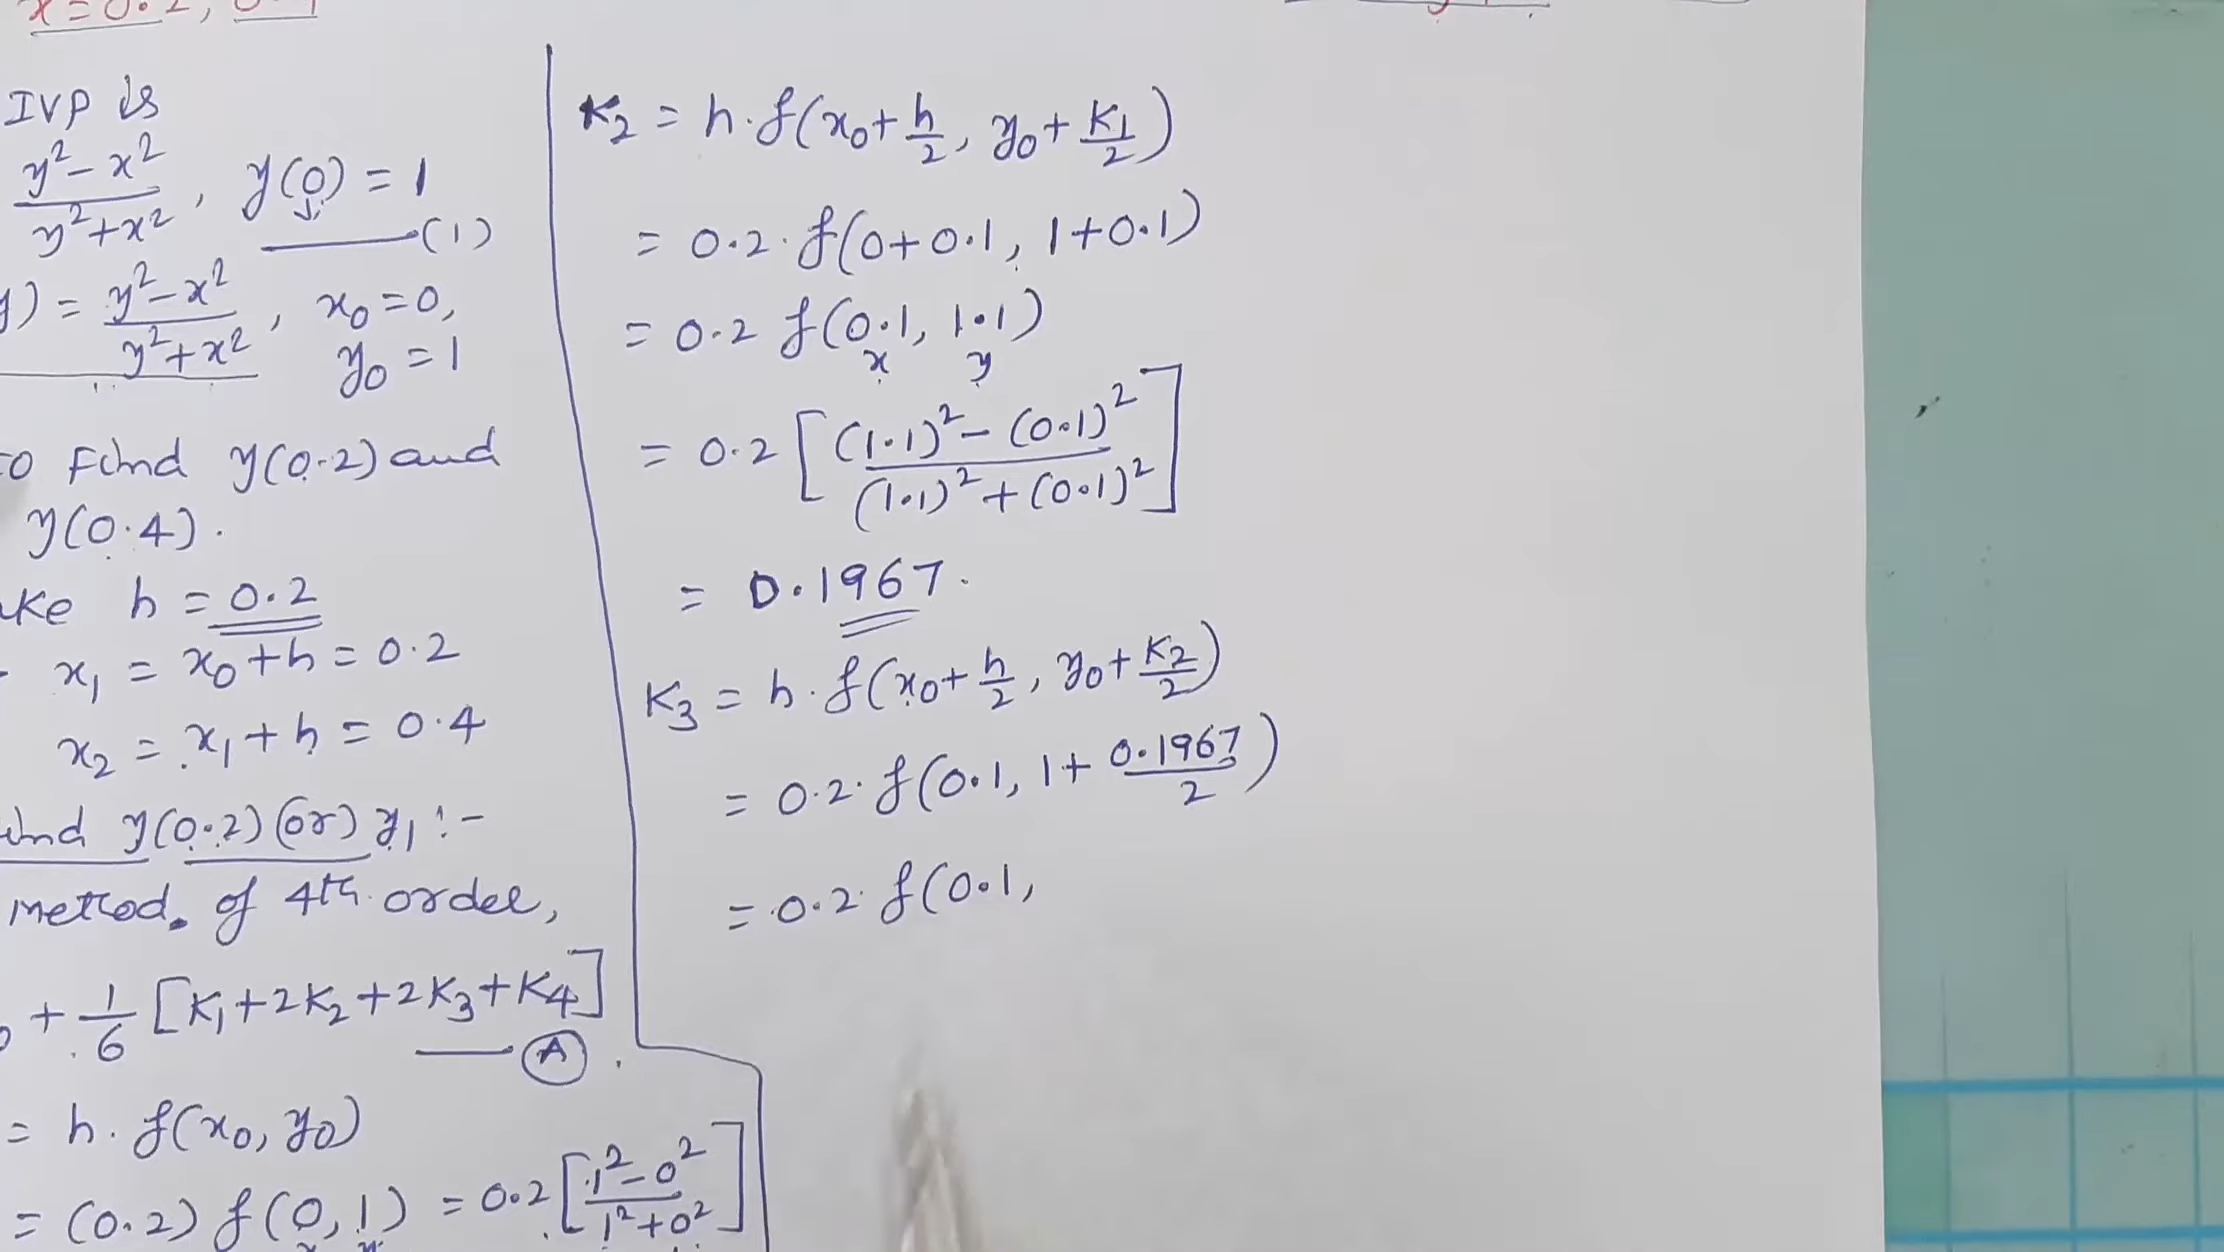 x=0.2,
IVP is
y²-x² / y²+x², y(0) = 1
——(1)
) = y²-x² / y²+x², x₀=0,
y₀ = 1
to find y(0.2) and
y(0.4).
h = 0.2
x₁ = x₀+h = 0.2
x₂ = x₁+h = 0.4
y(0.2) (or) y₁ :-
method of 4th order,
+ 1/6 [K₁+2K₂+2K₃+K₄]
——(A).
= h. f(x₀, y₀)
= (0.2) f(0, 1) = 0.2 [1²-0² / 1²+0²]
x y
K₂ = h.f(x₀+h/2, y₀+K₁/2)
= 0.2. f(0+0.1, 1+0.1)
= 0.2 f(0.1, 1.1)
x y
= 0.2 [(1.1)²-(0.1)² / (1.1)²+(0.1)²]
= 0.1967.
K₃ = h. f(x₀+h/2, y₀+K₂/2)
= 0.2. f(0.1, 1+ 0.1967/2)
= 0.2. f(0.1,